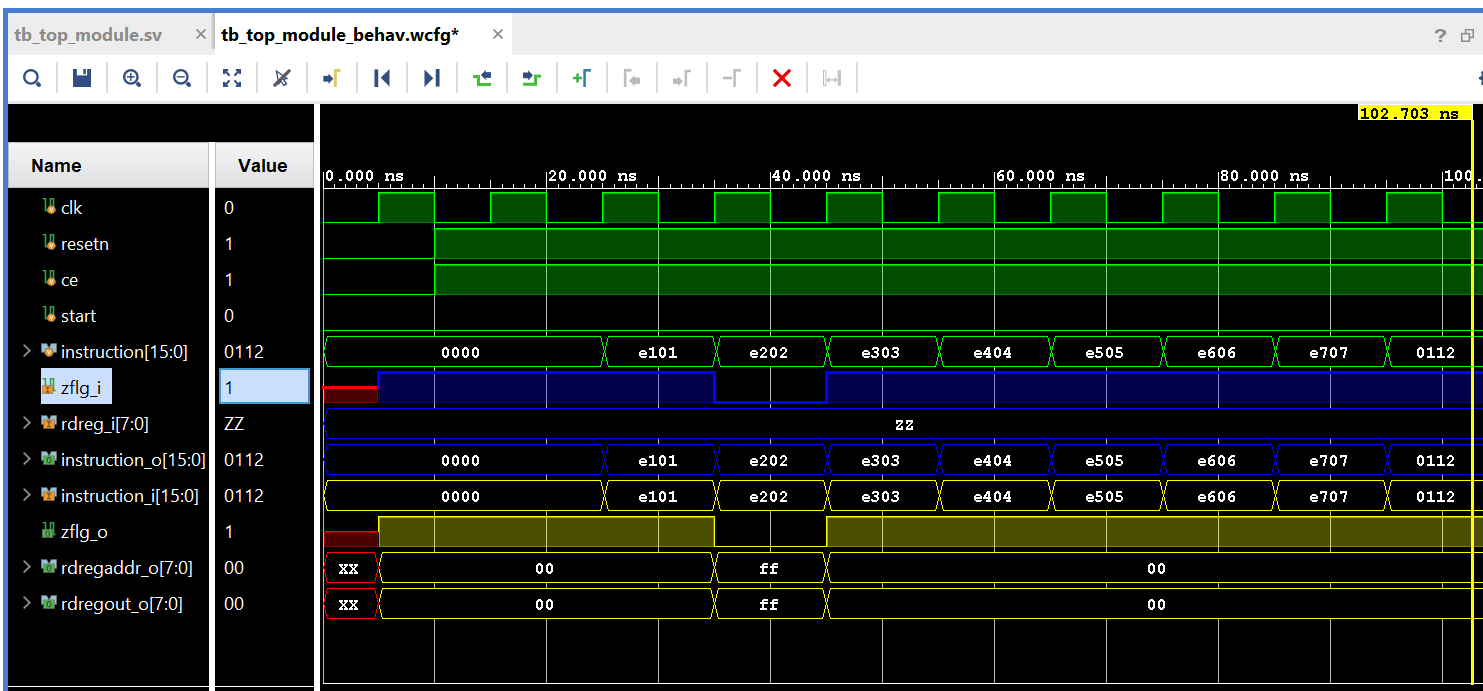 tb_top_module.sv × tb_top_module_behav.wcfg* ×
?
102.703 ns
Name Value
0.000 ns 20.000 ns 40.000 ns 60.000 ns 80.000 ns 100.
clk 0
resetn 1
ce 1
start 0
instruction[15:0] 0112 0000 e101 e202 e303 e404 e505 e606 e707 0112
zflg_i 1
rdreg_i[7:0] ZZ ZZ
instruction_o[15:0] 0112 0000 e101 e202 e303 e404 e505 e606 e707 0112
instruction_i[15:0] 0112 0000 e101 e202 e303 e404 e505 e606 e707 0112
zflg_o 1
rdregaddr_o[7:0] 00 XX 00 ff 00
rdregout_o[7:0] 00 XX 00 ff 00